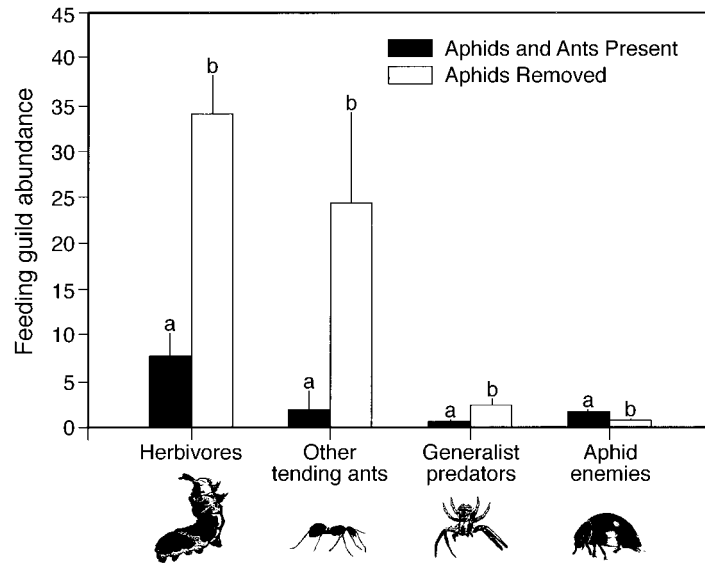 Feeding guild abundance
45
40
35
30
25
20
15
10
5
0
Aphids and Ants Present
Aphids Removed
a
b
a
b
a
b
a
b
Herbivores
Other
tending ants
Generalist
predators
Aphid
enemies